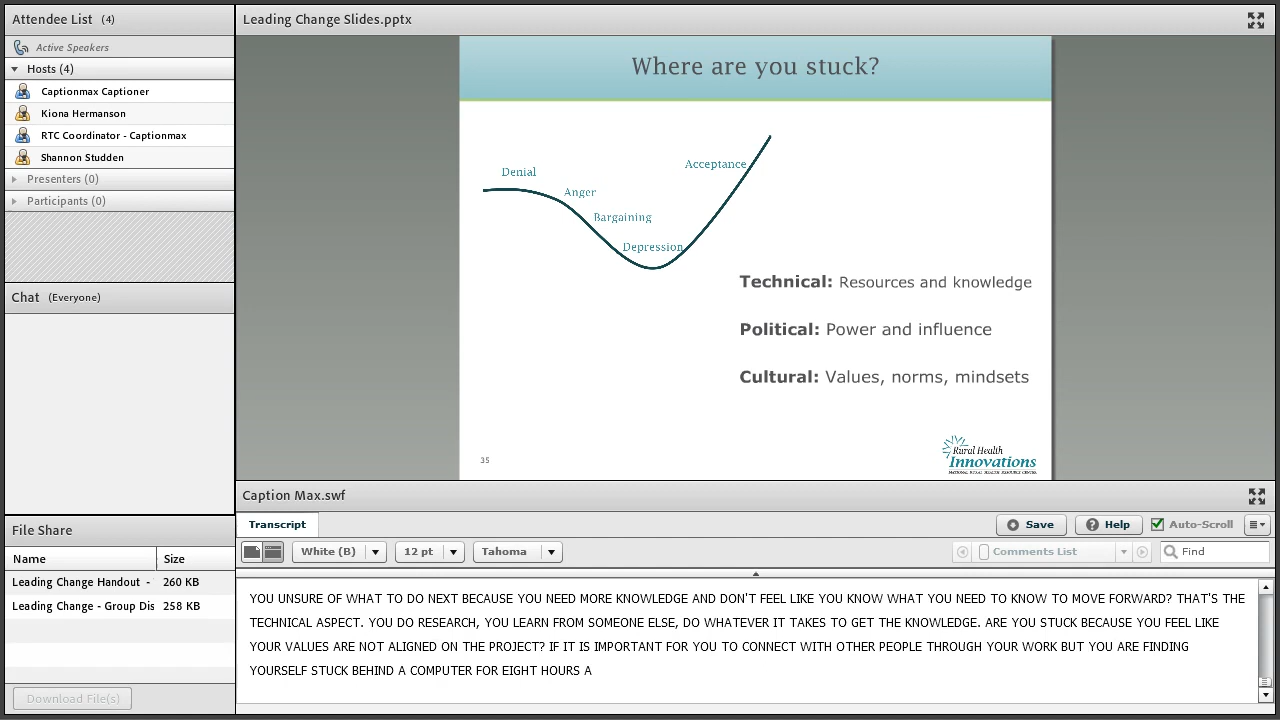 Attendee List (4)
Active Speakers
Hosts (4)
Captionmax Captioner
Kiona Hermanson
RTC Coordinator - Captionmax
Shannon Studden
Presenters (0)
Participants (0)
Chat (Everyone)
File Share
Name Size
Leading Change Handout - 260 KB
Leading Change - Group Dis 258 KB
Download File(s)
Leading Change Slides.pptx
Where are you stuck?
Denial
Anger
Bargaining
Depression
Acceptance
Technical: Resources and knowledge
Political: Power and influence
Cultural: Values, norms, mindsets
35
Rural Health
Innovations
NATIONAL RURAL HEALTH RESOURCE CENTER
Caption Max.swf
Transcript
Save
Help
Auto-Scroll
White (B)
12 pt
Tahoma
Comments List
Find
YOU UNSURE OF WHAT TO DO NEXT BECAUSE YOU NEED MORE KNOWLEDGE AND DON'T FEEL LIKE YOU KNOW WHAT YOU NEED TO KNOW TO MOVE FORWARD? THAT'S THE
TECHNICAL ASPECT. YOU DO RESEARCH, YOU LEARN FROM SOMEONE ELSE, DO WHATEVER IT TAKES TO GET THE KNOWLEDGE. ARE YOU STUCK BECAUSE YOU FEEL LIKE
YOUR VALUES ARE NOT ALIGNED ON THE PROJECT? IF IT IS IMPORTANT FOR YOU TO CONNECT WITH OTHER PEOPLE THROUGH YOUR WORK BUT YOU ARE FINDING
YOURSELF STUCK BEHIND A COMPUTER FOR EIGHT HOURS A